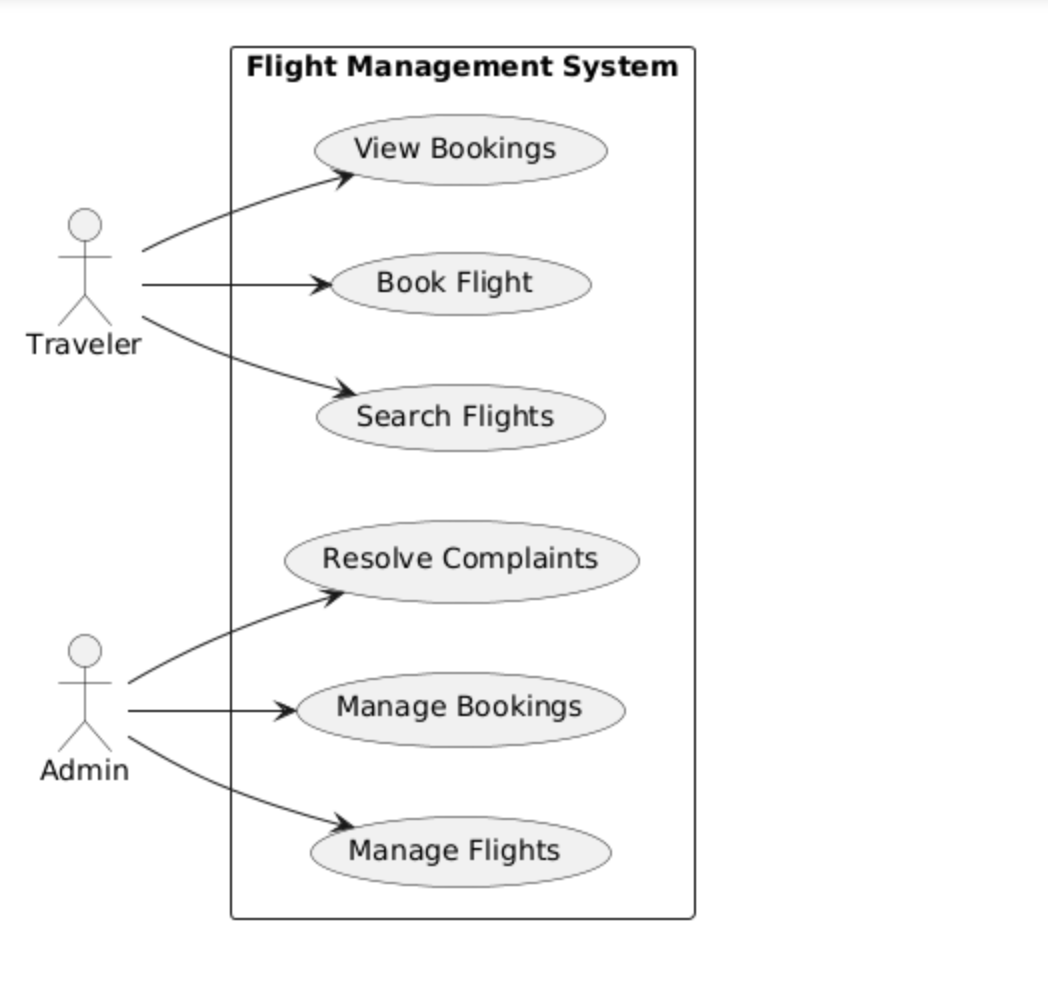 Flight Management System
View Bookings
Book Flight
Traveler
Search Flights
Resolve Complaints
Manage Bookings
Admin
Manage Flights